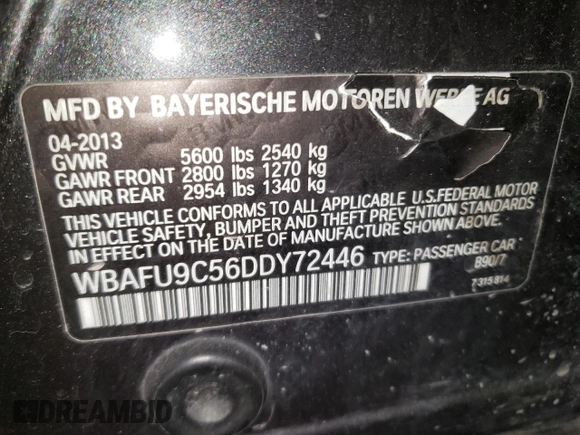 MFD BY BAYERISCHE MOTOREN WERKE AG
04-2013
GVWR 5600 lbs 2540 kg
GAWR FRONT 2800 lbs 1270 kg
GAWR REAR 2954 lbs 1340 kg
THIS VEHICLE CONFORMS TO ALL APPLICABLE U.S.FEDERAL MOTOR
VEHICLE SAFETY, BUMPER AND THEFT PREVENTION STANDARDS
IN EFFECT ON THE DATE OF MANUFACTURE SHOWN ABOVE.
WBAFU9C56DDY72446 TYPE: PASSENGER CAR
B90/7
7315814
DREAMBID